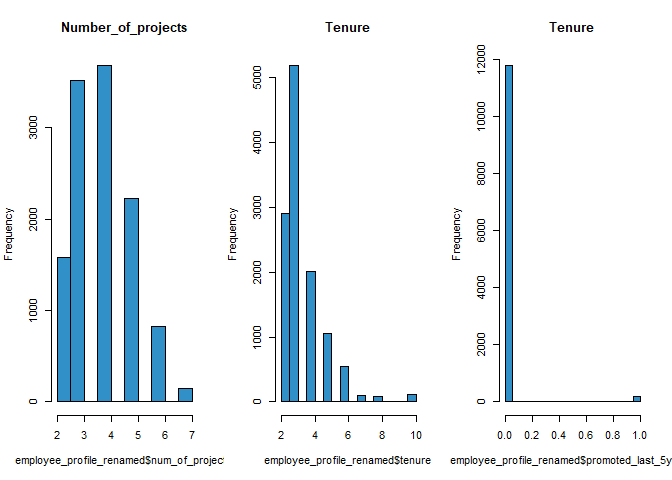 Number_of_projects
Frequency
0
1000
2000
3000
2 3 4 5 6 7
employee_profile_renamed$num_of_project
Tenure
Frequency
0
1000
2000
3000
4000
5000
2 4 6 8 10
employee_profile_renamed$tenure
Tenure
Frequency
0
2000
4000
6000
8000
10000
12000
0.0 0.2 0.4 0.6 0.8 1.0
employee_profile_renamed$promoted_last_5y